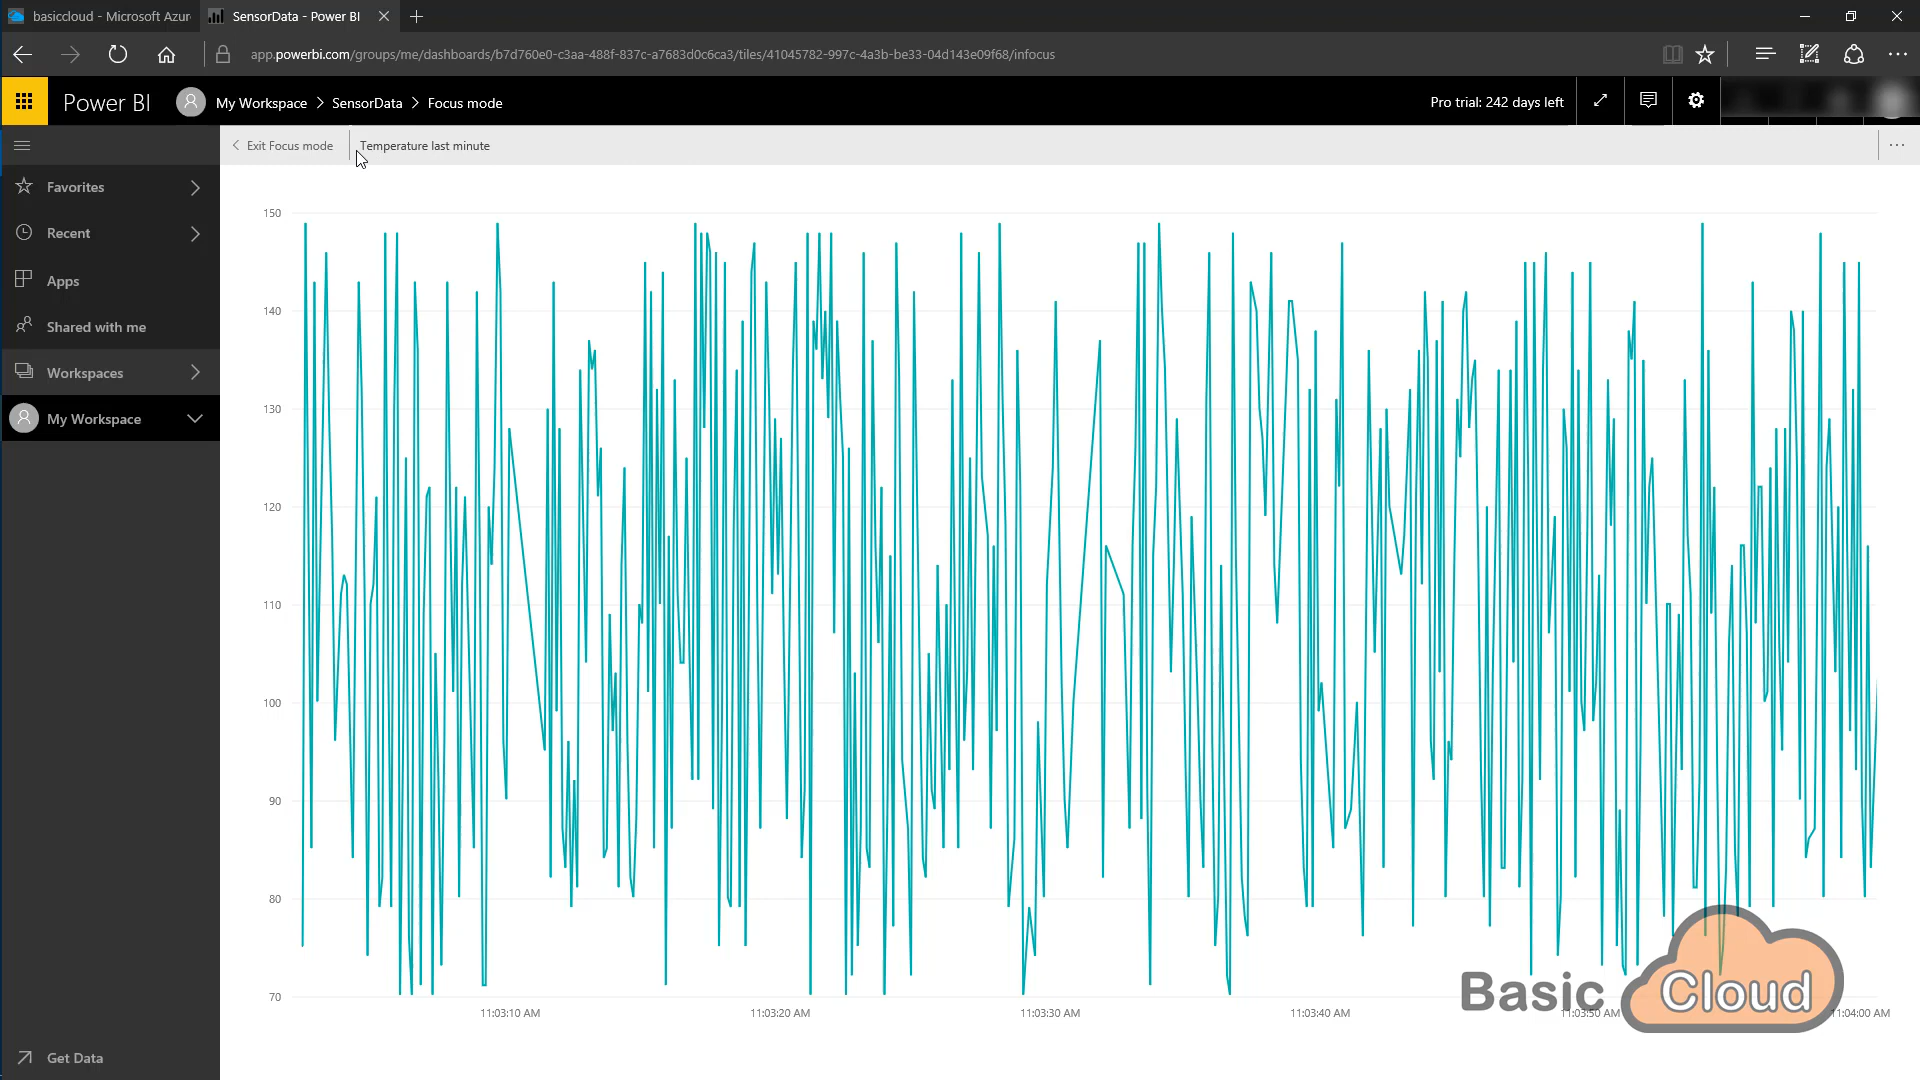 basiccloud - Microsoft Azur
SensorData - Power BI
app.powerbi.com/groups/me/dashboards/b7d760e0-c3aa-488f-837c-a7683d0c6ca3/tiles/41045782-997c-4a3b-be33-04d143e09f68/infocus
Power BI
My Workspace > SensorData > Focus mode
Pro trial: 242 days left
Exit Focus mode
Temperature last minute
Favorites
Recent
Apps
Shared with me
Workspaces
My Workspace
Get Data
150
140
130
120
110
100
90
80
70
11:03:10 AM
11:03:20 AM
11:03:30 AM
11:03:40 AM
11:03:50 AM
11:04:00 AM
Basic Cloud